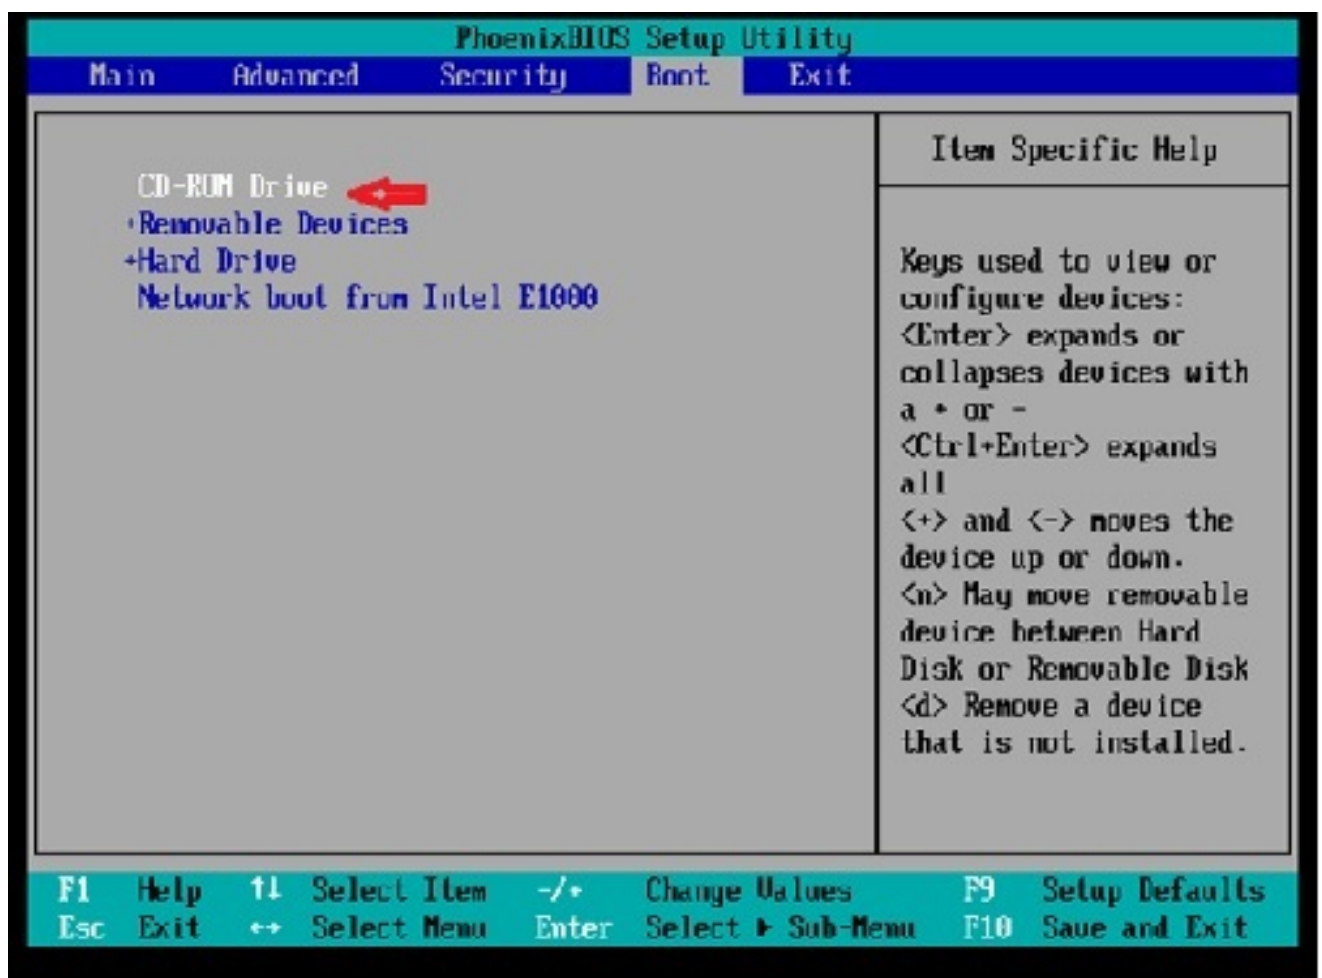 PhoenixBIOS Setup Utility
Main Advanced Security Boot Exit
CD-ROM Drive
+Removable Devices
+Hard Drive
Network boot from Intel E1000
Item Specific Help
Keys used to view or
configure devices:
<Enter> expands or
collapses devices with
a + or -
<Ctrl+Enter> expands
all
<+> and <-> moves the
device up or down.
<n> May move removable
device between Hard
Disk or Removable Disk
<d> Remove a device
that is not installed.
F1 Help ↑↓ Select Item -/+ Change Values F9 Setup Defaults
Esc Exit ↔ Select Menu Enter Select ▶ Sub-Menu F10 Save and Exit